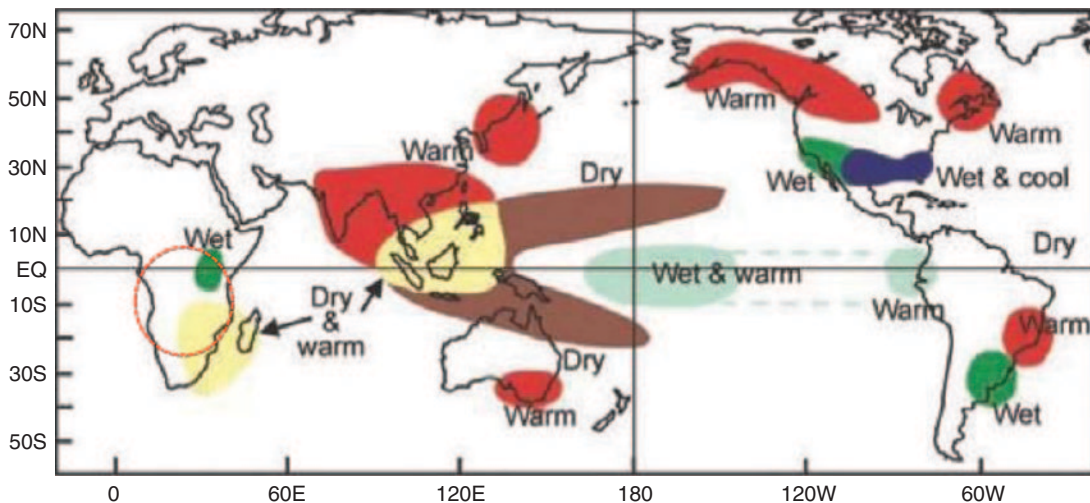 70N
50N
30N
10N
EQ
10S
30S
50S
0
60E
120E
180
120W
60W
Warm
Warm
Warm
Dry
Wet
Wet & cool
Wet
Dry
Wet & warm
Dry
&
warm
Warm
Warm
Dry
Warm
Wet